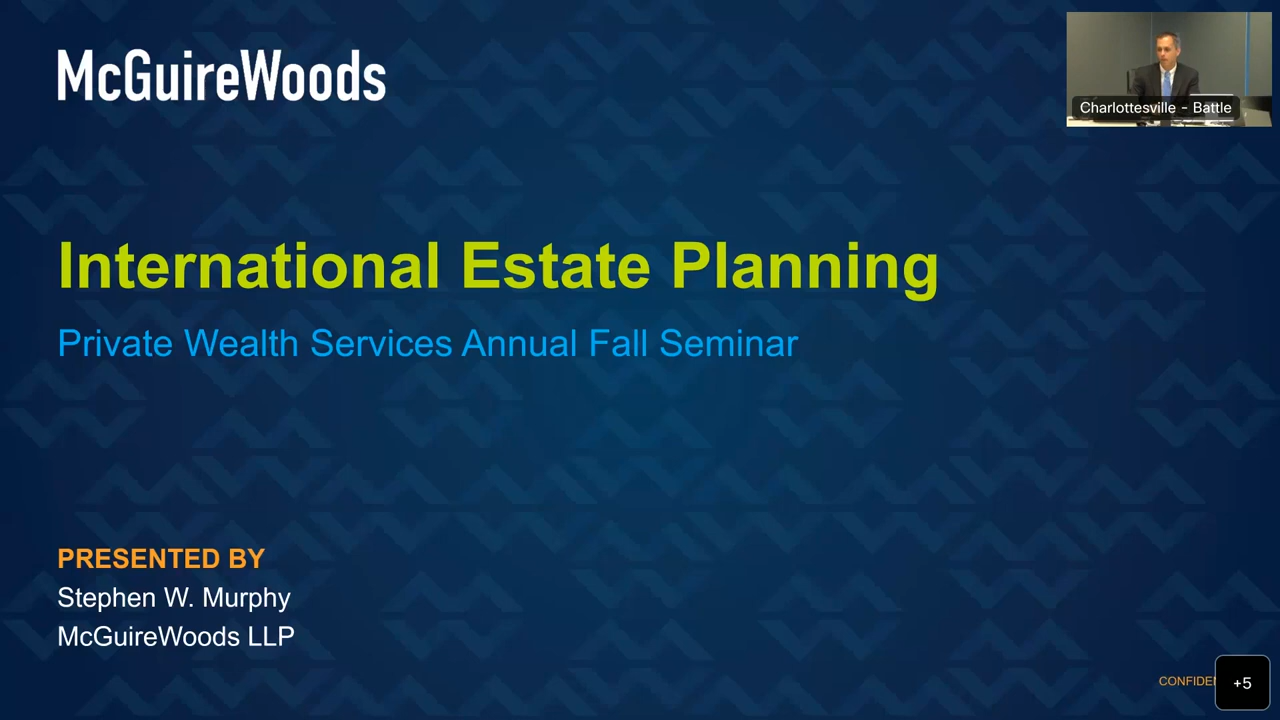 McGuireWoods
Charlottesville - Battle
International Estate Planning
Private Wealth Services Annual Fall Seminar
PRESENTED BY
Stephen W. Murphy
McGuireWoods LLP
+5